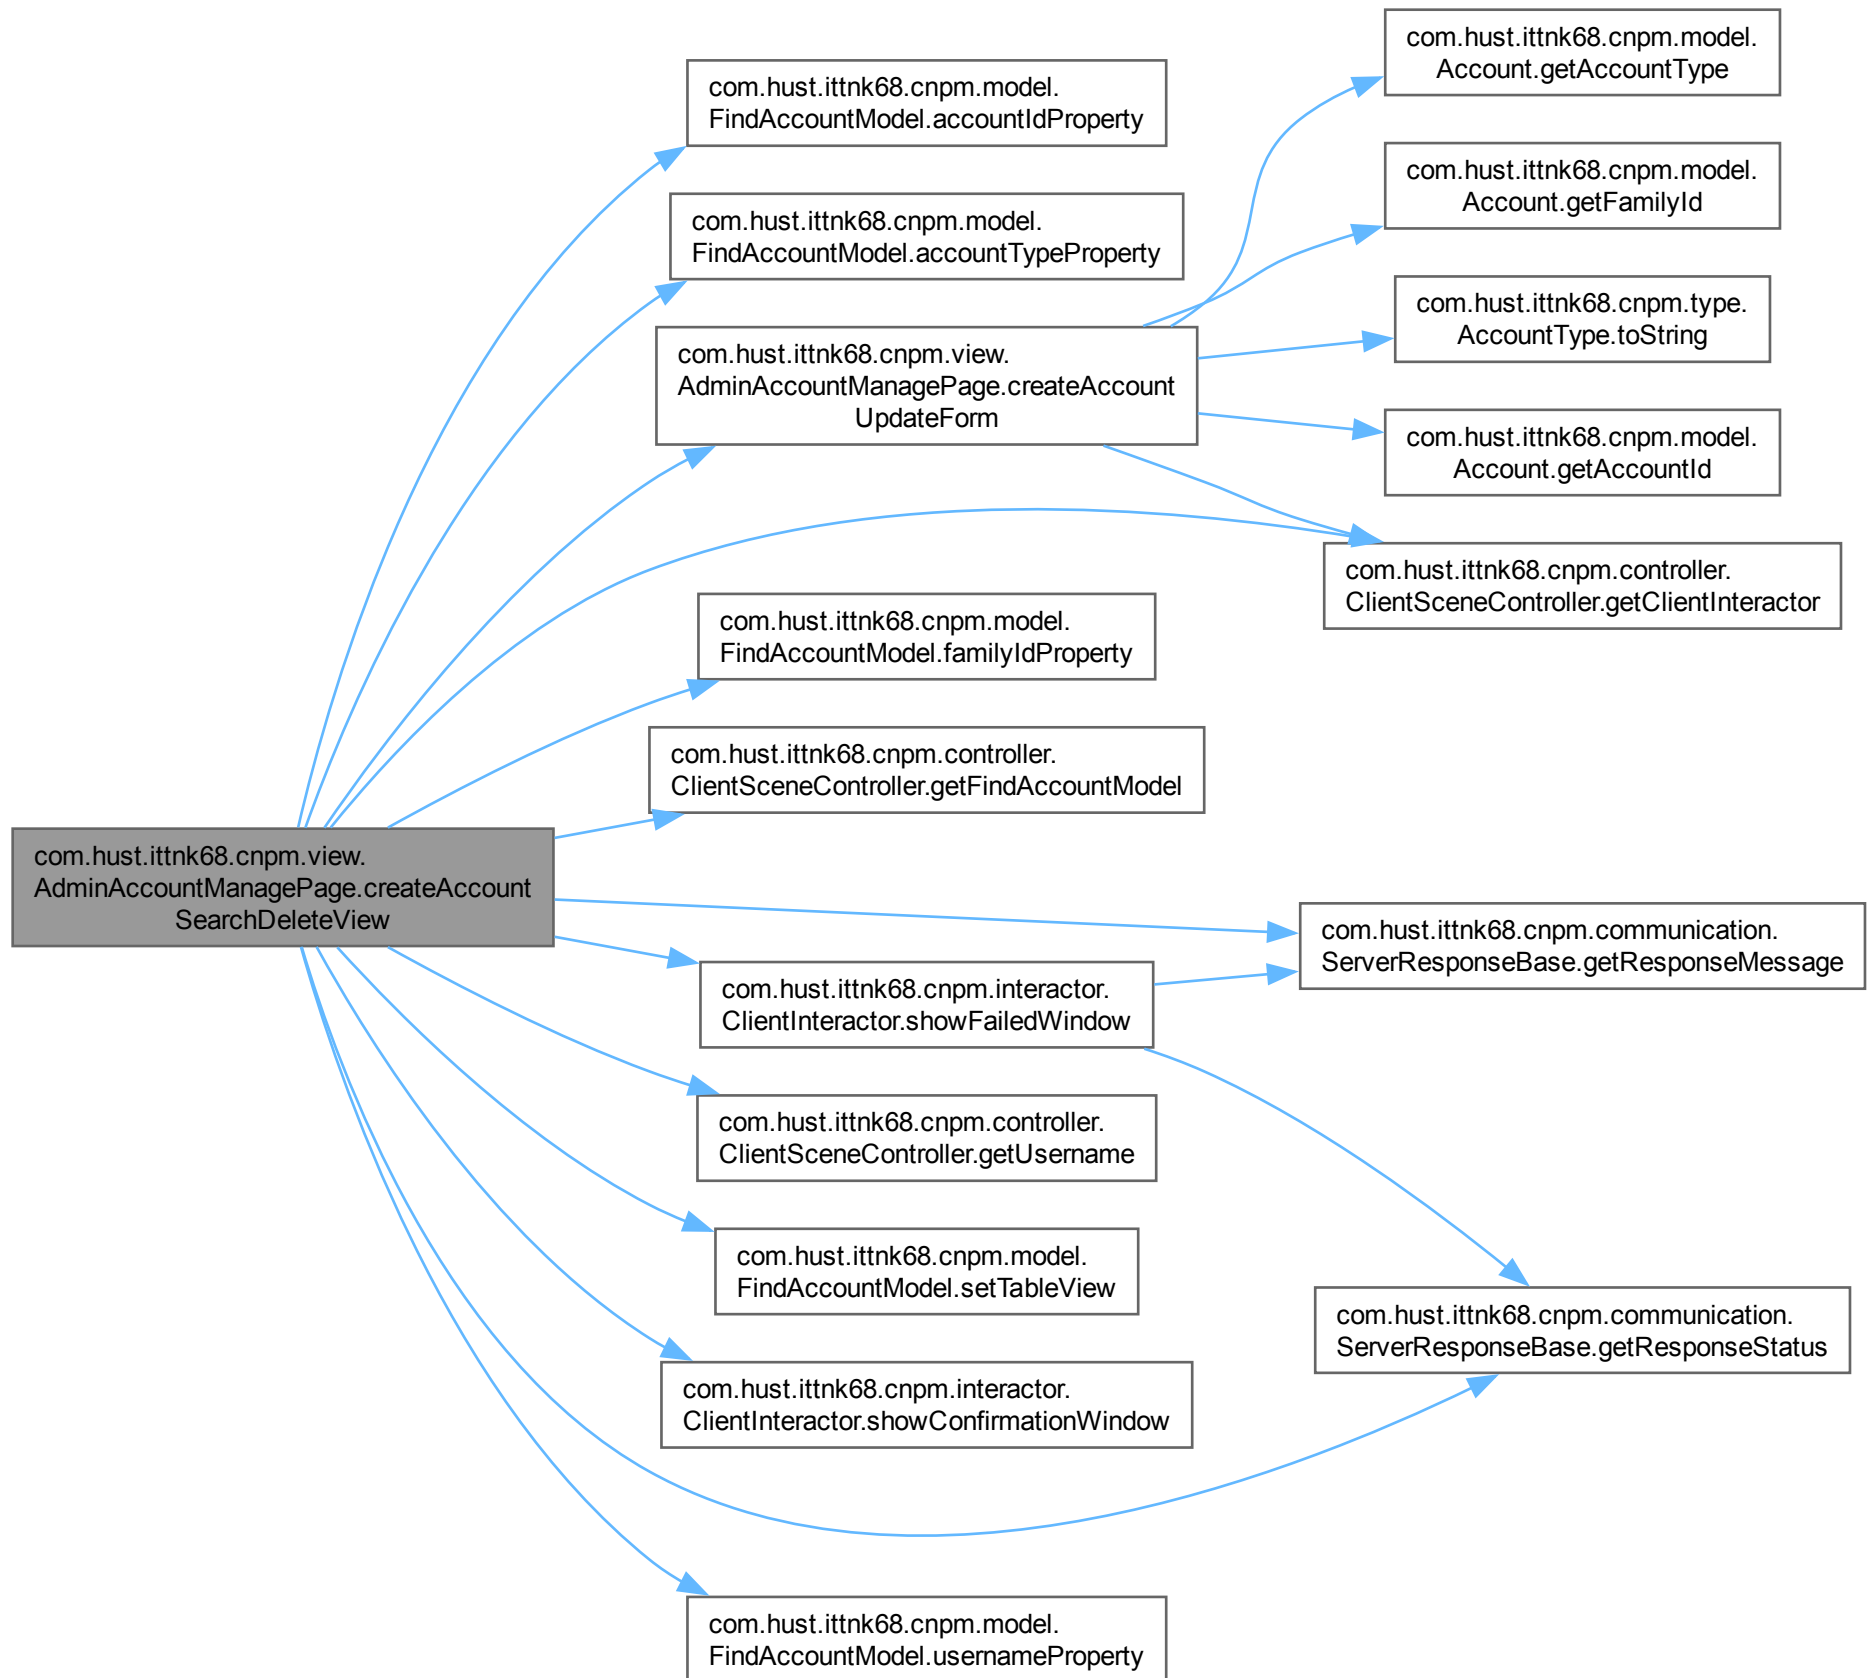 com.hust.ittnk68.cnpm.model.
Account.getAccountType
com.hust.ittnk68.cnpm.model.
FindAccountModel.accountIdProperty
com.hust.ittnk68.cnpm.model.
Account.getFamilyId
com.hust.ittnk68.cnpm.model.
FindAccountModel.accountTypeProperty
com.hust.ittnk68.cnpm.type.
AccountType.toString
com.hust.ittnk68.cnpm.view.
AdminAccountManagePage.createAccount
UpdateForm
com.hust.ittnk68.cnpm.model.
Account.getAccountId
com.hust.ittnk68.cnpm.controller.
ClientSceneController.getClientInteractor
com.hust.ittnk68.cnpm.model.
FindAccountModel.familyIdProperty
com.hust.ittnk68.cnpm.controller.
ClientSceneController.getFindAccountModel
com.hust.ittnk68.cnpm.view.
AdminAccountManagePage.createAccount
SearchDeleteView
com.hust.ittnk68.cnpm.communication.
ServerResponseBase.getResponseMessage
com.hust.ittnk68.cnpm.interactor.
ClientInteractor.showFailedWindow
com.hust.ittnk68.cnpm.controller.
ClientSceneController.getUsername
com.hust.ittnk68.cnpm.model.
FindAccountModel.setTableView
com.hust.ittnk68.cnpm.communication.
ServerResponseBase.getResponseStatus
com.hust.ittnk68.cnpm.interactor.
ClientInteractor.showConfirmationWindow
com.hust.ittnk68.cnpm.model.
FindAccountModel.usernameProperty